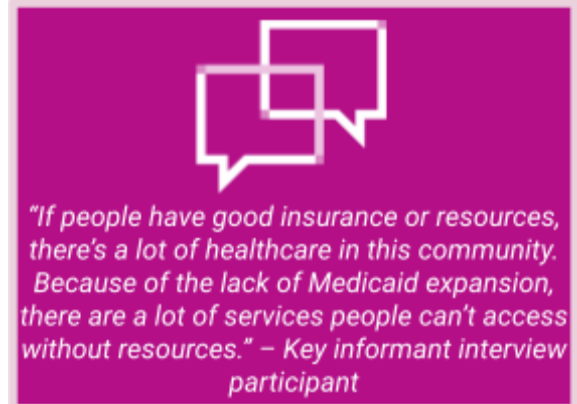 “If people have good insurance or resources,
there’s a lot of healthcare in this community.
Because of the lack of Medicaid expansion,
there are a lot of services people can’t access
without resources.” – Key informant interview
participant